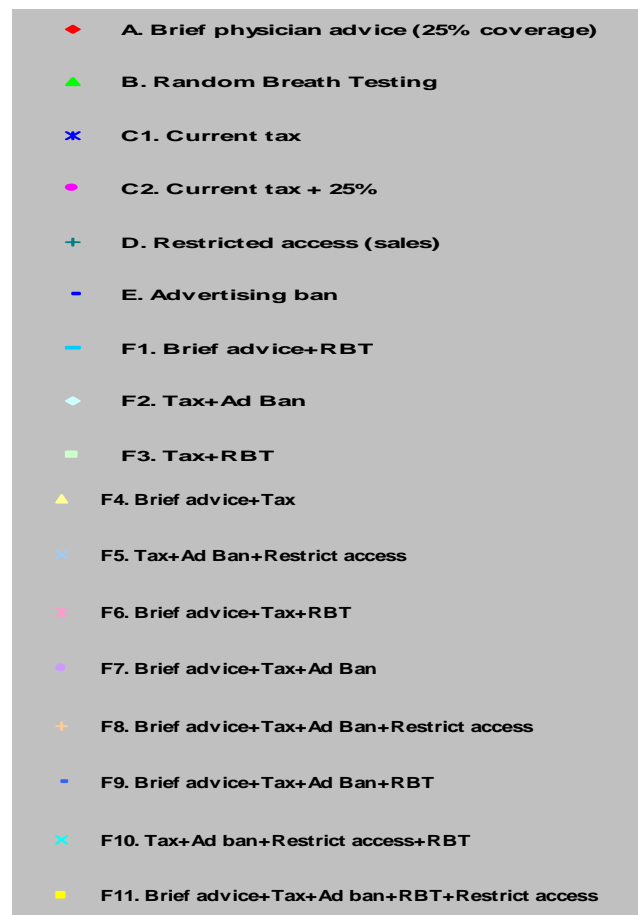 A. Brief physician advice (25% coverage)
B. Random Breath Testing
C1. Current tax
C2. Current tax + 25%
D. Restricted access (sales)
E. Advertising ban
F1. Brief advice+RBT
F2. Tax+Ad Ban
F3. Tax+RBT
F4. Brief advice+Tax
F5. Tax+Ad Ban+Restrict access
F6. Brief advice+Tax+RBT
F7. Brief advice+Tax+Ad Ban
F8. Brief advice+Tax+Ad Ban+Restrict access
F9. Brief advice+Tax+Ad Ban+RBT
F10. Tax+Ad ban+Restrict access+RBT
F11. Brief advice+Tax+Ad ban+RBT+Restrict access